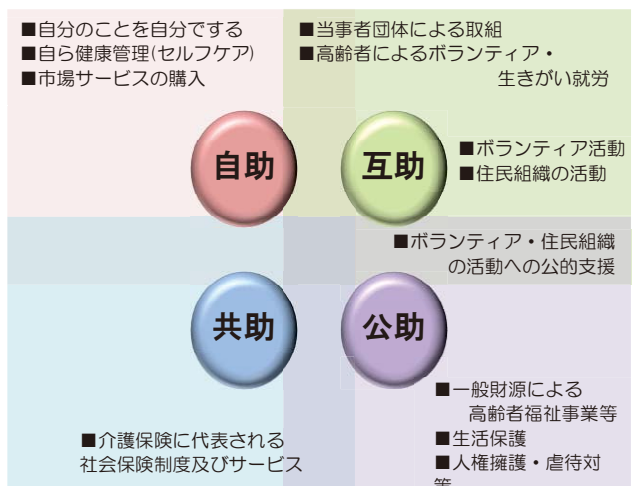 ■自分のことを自分でする
■自ら健康管理(セルフケア)
■市場サービスの購入
■当事者団体による取組
■高齢者によるボランティア・
生きがい就労
自助
互助
■ボランティア活動
■住民組織の活動
■ボランティア・住民組織
の活動への公的支援
共助
公助
■介護保険に代表される
社会保険制度及びサービス
■一般財源による
高齢者福祉事業等
■生活保護
■人権擁護・虐待対